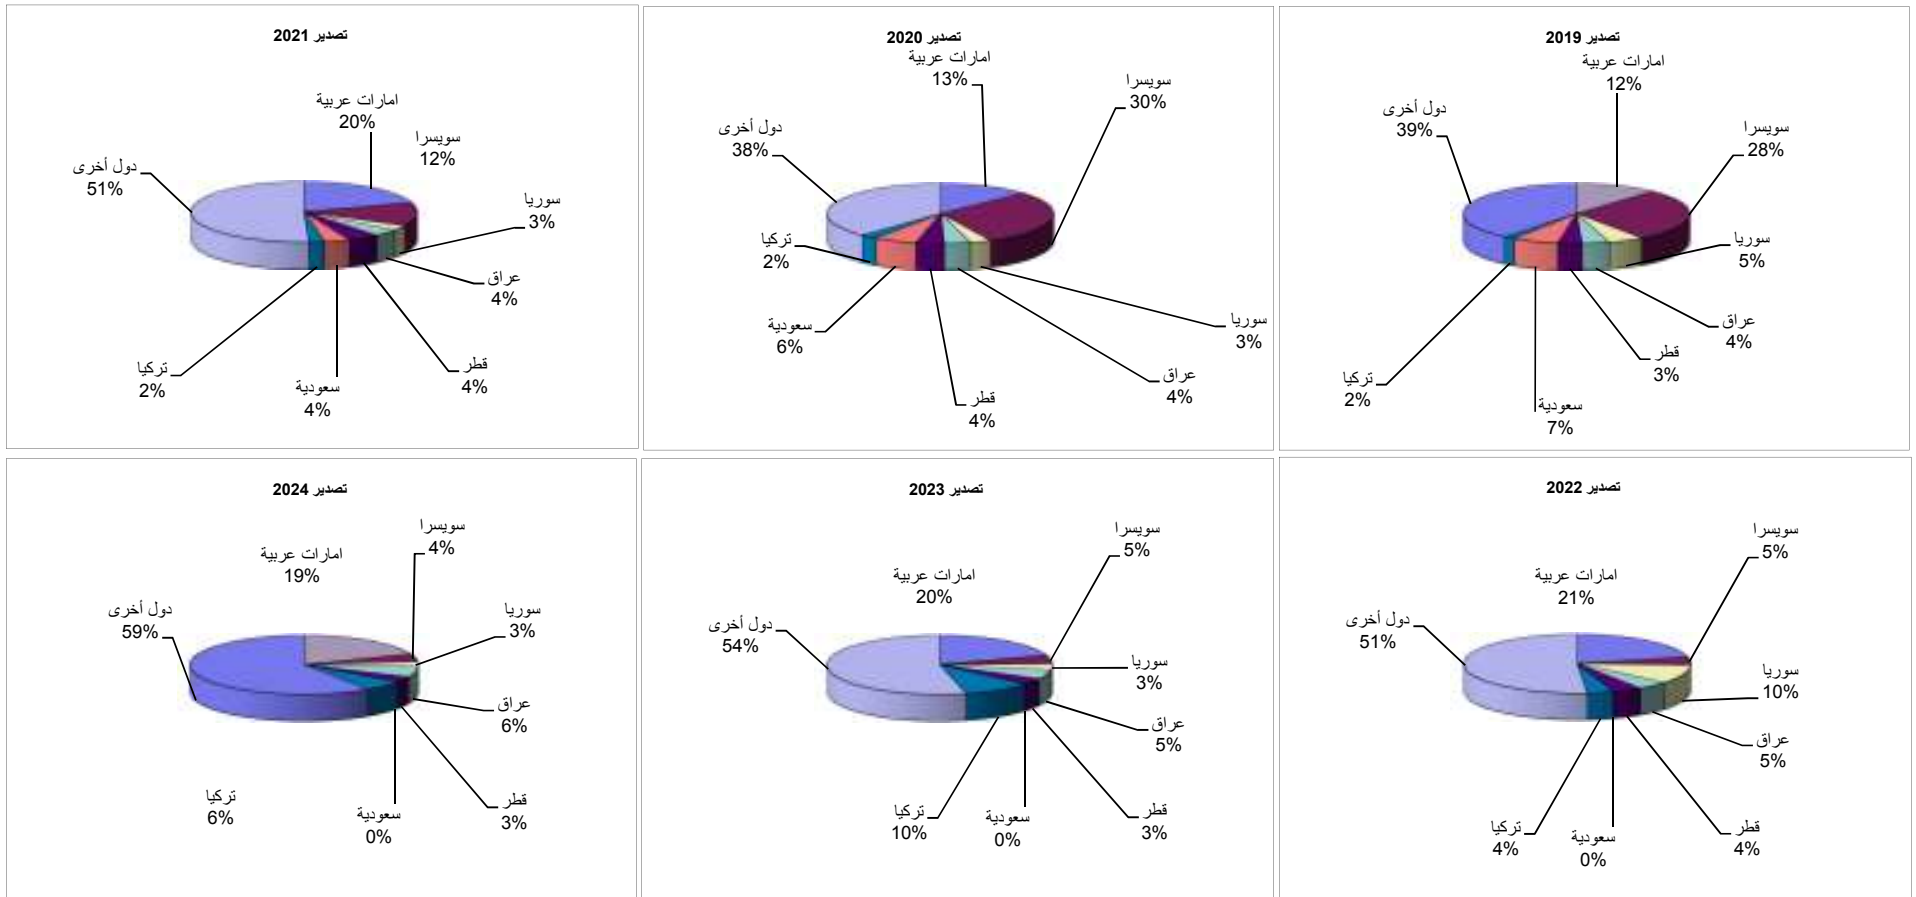 تصدير 2019
امارات عربية
12%
سويسرا
28%
سوريا
5%
عراق
4%
قطر
3%
سعودية
7%
تركيا
2%
دول أخرى
39%
تصدير 2020
امارات عربية
13%
سويسرا
30%
سوريا
3%
عراق
4%
قطر
4%
سعودية
6%
تركيا
2%
دول أخرى
38%
تصدير 2021
امارات عربية
20%
سويسرا
12%
سوريا
3%
عراق
4%
قطر
4%
سعودية
4%
تركيا
2%
دول أخرى
51%
تصدير 2022
امارات عربية
21%
سويسرا
5%
سوريا
10%
عراق
5%
قطر
4%
سعودية
0%
تركيا
4%
دول أخرى
51%
تصدير 2023
امارات عربية
20%
سويسرا
5%
سوريا
3%
عراق
5%
قطر
3%
سعودية
0%
تركيا
10%
دول أخرى
54%
تصدير 2024
امارات عربية
19%
سويسرا
4%
سوريا
3%
عراق
6%
قطر
3%
سعودية
0%
تركيا
6%
دول أخرى
59%